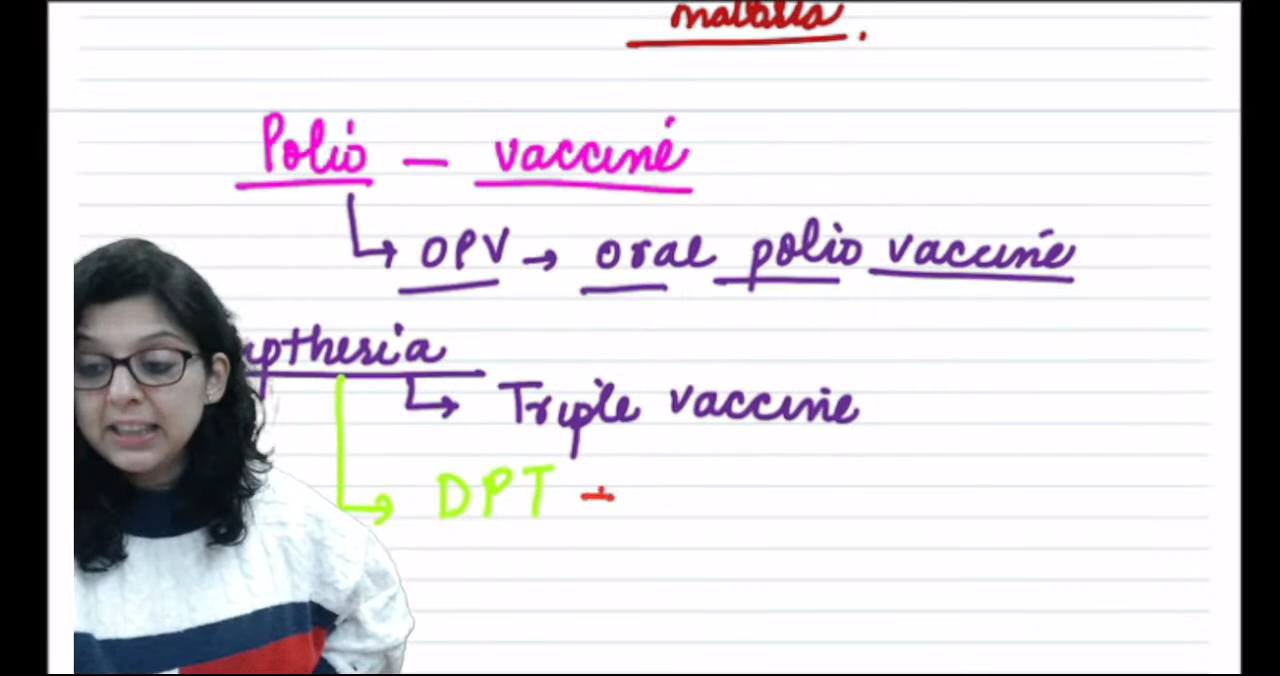 Polio – vaccine
↳ OPV → oral polio vaccine
↳ Triple vaccine
↳ DPT –